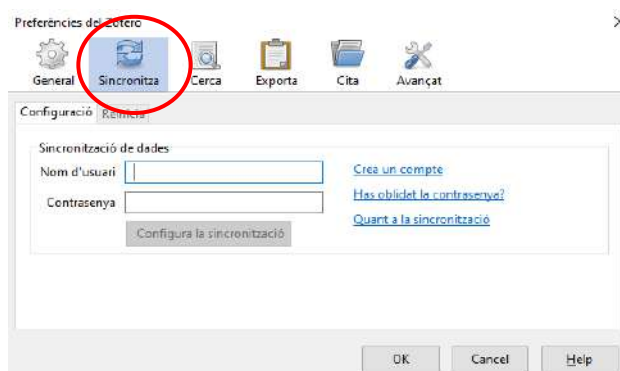 Preferències del Zotero
General Sincronitza Cerca Exporta Cita Avançat
Configuració Reinicia
Sincronització de dades
Nom d'usuari
Crea un compte
Contrasenya
Has oblidat la contrasenya?
Quant a la sincronització
Configura la sincronització
OK Cancel Help